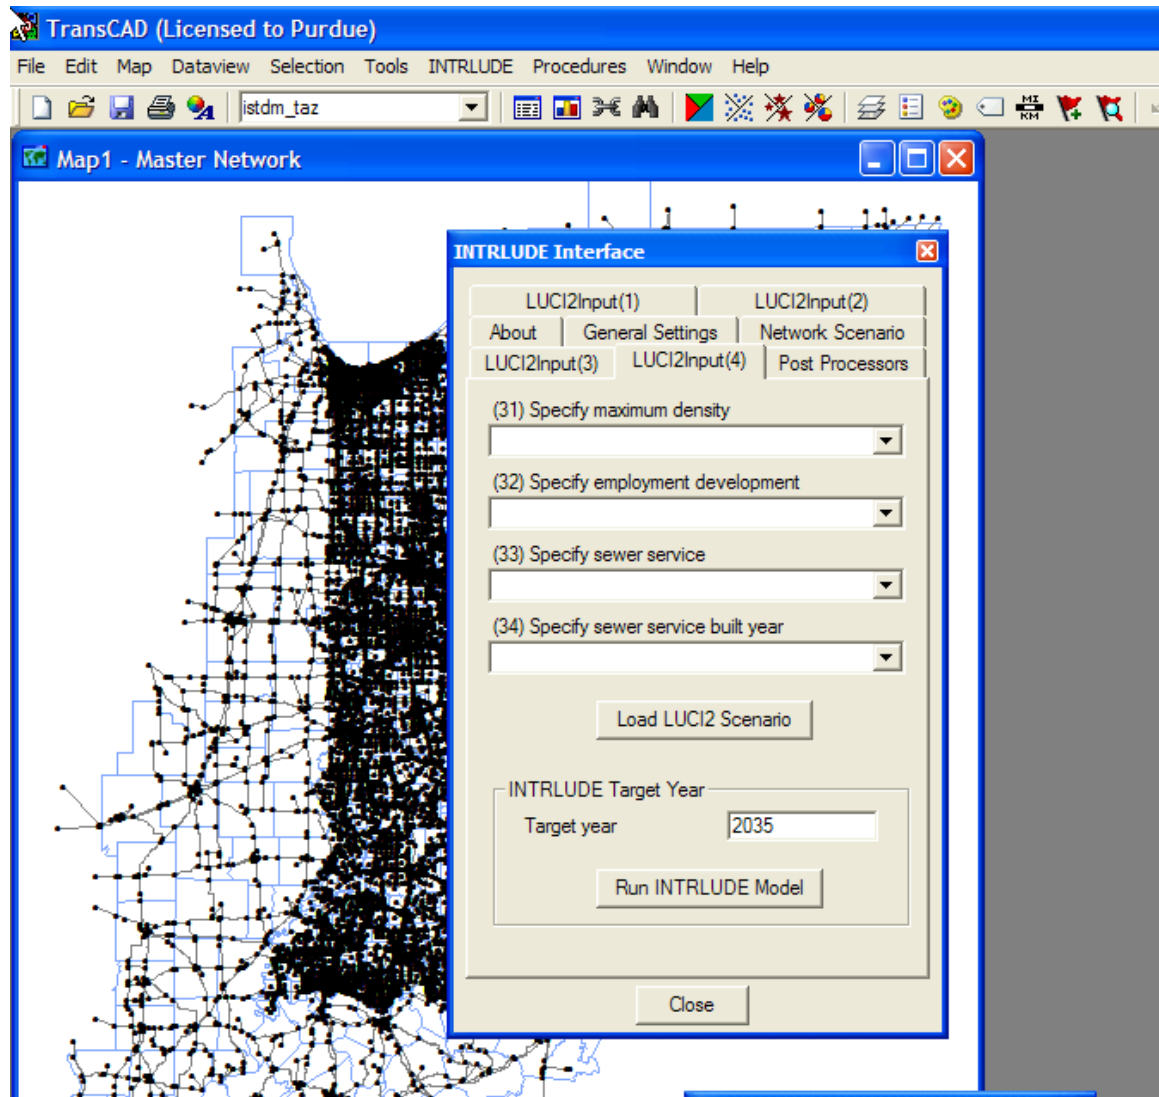 TransCAD (Licensed to Purdue)
File Edit Map Dataview Selection Tools INTRLUDE Procedures Window Help
istdm_taz
MI
KM
Map1 - Master Network
INTRLUDE Interface
LUCI2Input(1) LUCI2Input(2)
About General Settings Network Scenario
LUCI2Input(3) LUCI2Input(4) Post Processors
(31) Specify maximum density
(32) Specify employment development
(33) Specify sewer service
(34) Specify sewer service built year
Load LUCI2 Scenario
INTRLUDE Target Year
Target year 2035
Run INTRLUDE Model
Close